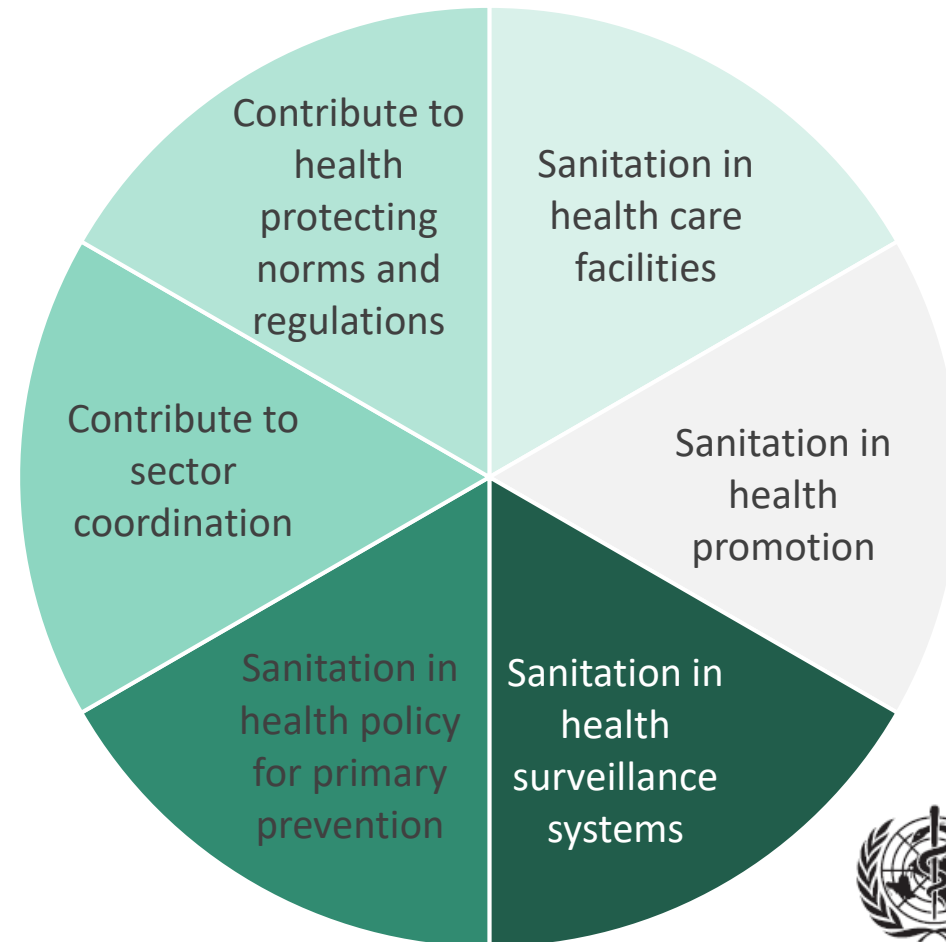 Contribute to
health
protecting
norms and
regulations
Sanitation in
health care
facilities
Contribute to
sector
coordination
Sanitation in
health
promotion
Sanitation in
health policy
for primary
prevention
Sanitation in
health
surveillance
systems